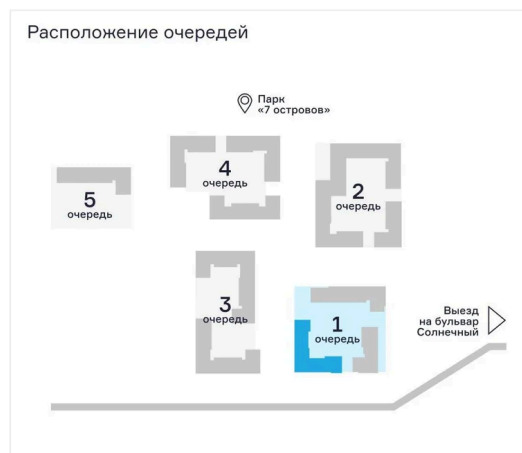 Расположение очередей
Парк
«7 островов»
4
очередь
2
очередь
5
очередь
3
очередь
1
очередь
Выезд
на бульвар
Солнечный